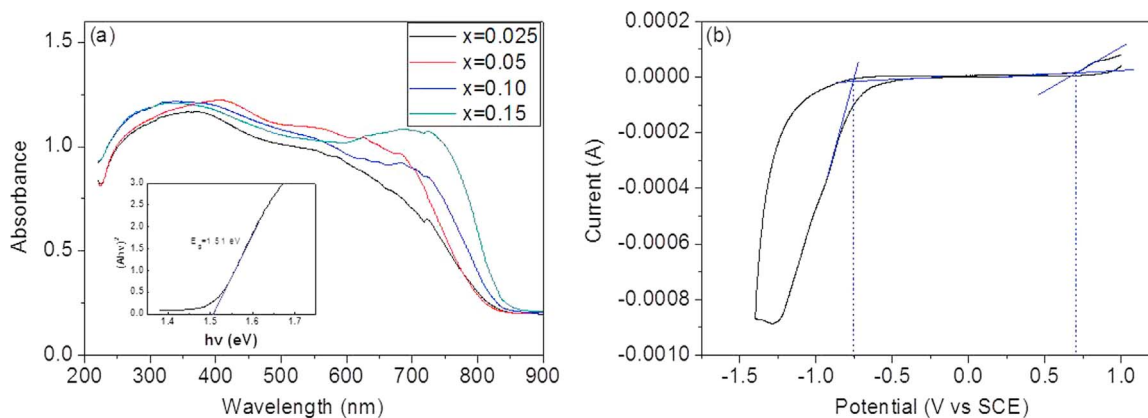 (a)
x=0.025
x=0.05
x=0.10
x=0.15
1.5
1.0
0.5
0.0
Absorbance
200 300 400 500 600 700 800 900
Wavelength (nm)
3.0
2.5
2.0
1.5
1.0
0.5
0.0
(Ahν)²
E_g=1.51 eV
1.4 1.5 1.6 1.7
hν (eV)
(b)
0.0002
0.0000
-0.0002
-0.0004
-0.0006
-0.0008
-0.0010
Current (A)
-1.5 -1.0 -0.5 0.0 0.5 1.0
Potential (V vs SCE)